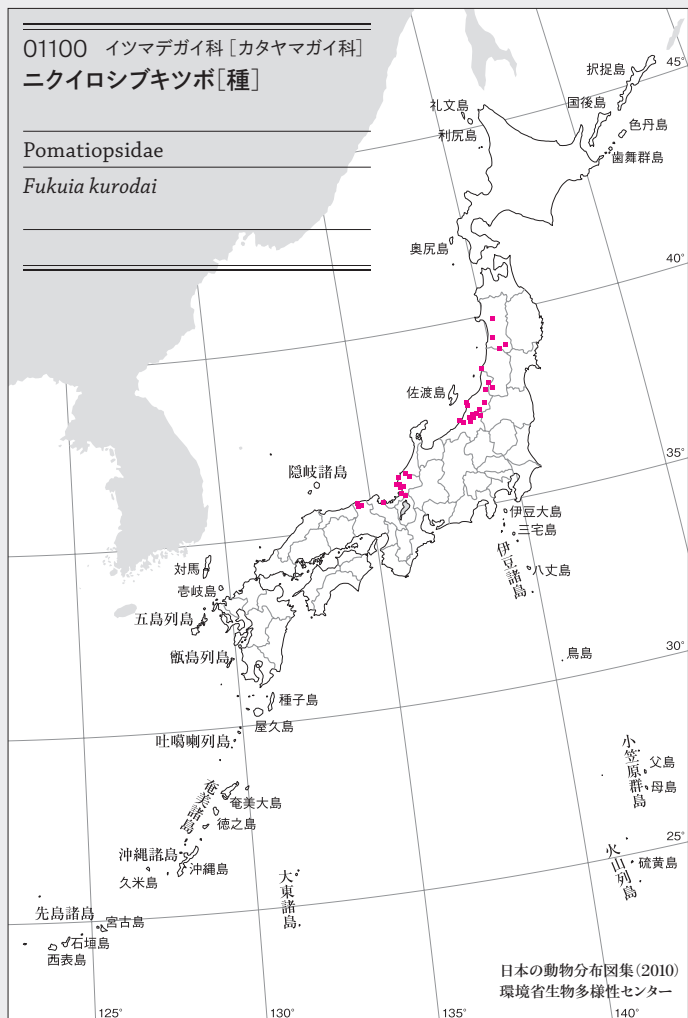 01100 イツマデガイ科 [カタヤマガイ科]
ニクイロシブキツボ[種]
Pomatiopsidae
Fukuia kurodai
択捉島
45°
礼文島
国後島
色丹島
利尻島
歯舞群島
奥尻島
40°
佐渡島
35°
隠岐諸島
伊豆大島
三宅島
伊豆諸島
八丈島
対馬
壱岐島
五島列島
甑島列島
鳥島
30°
種子島
屋久島
吐噶喇列島
小笠原群島
父島
母島
奄美諸島
奄美大島
徳之島
25°
沖縄諸島
沖縄島
久米島
火山列島
硫黄島
大東諸島
先島諸島
宮古島
石垣島
西表島
日本の動物分布図集(2010)
環境省生物多様性センター
125°
130°
135°
140°